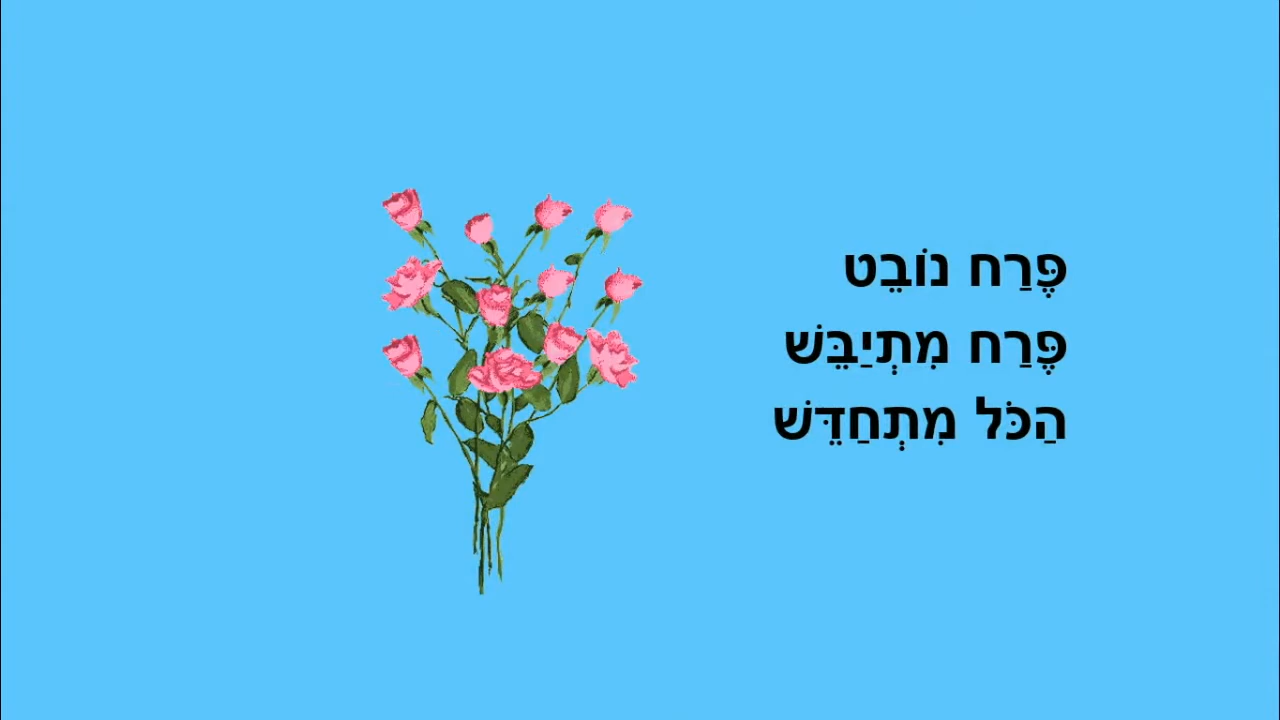 פֶּרַח נוֹבֵט
פֶּרַח מִתְיַבֵּשׁ
הַכֹּל מִתְחַדֵּשׁ